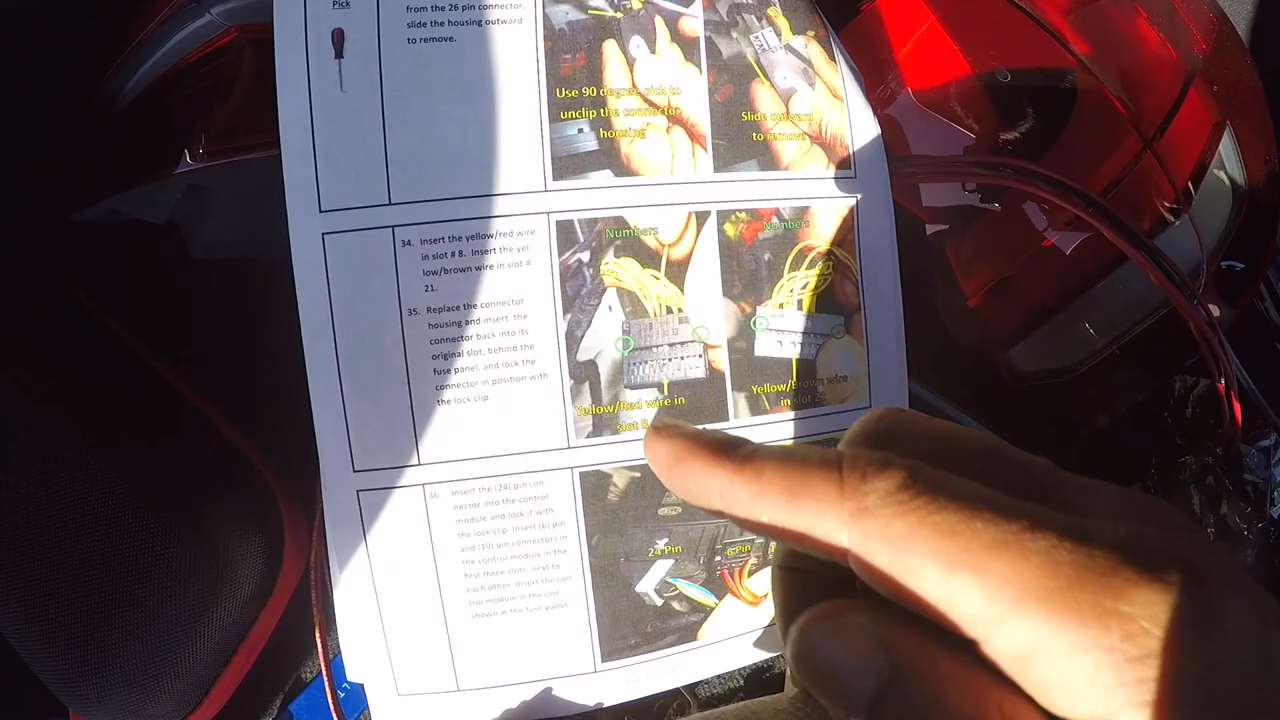 Pick
from the 26 pin connector,
slide the housing outward
to remove.
Use 90 degree pick to
unclip the connector
housing
Slide outward
to remove
34. Insert the yellow/red wire
in slot # 8. Insert the yel-
low/brown wire in slot #
21.
35. Replace the connector
housing and insert the
connector back into its
original slot, behind the
fuse panel, and lock the
connector in position with
the lock clip.
Numbers
Yellow/Red wire in
slot 8
Numbers
Yellow/Brown wire
in slot
36. Insert the (24) pin con-
nector into the control
module and lock it with
the lock clip. Insert (6) pin
and (10) pin connectors in
the control module in the
first three slots, next to
each other. Insert the con
trol module in the slot
shown in the fuse panel
24 Pin
6 Pin
LT